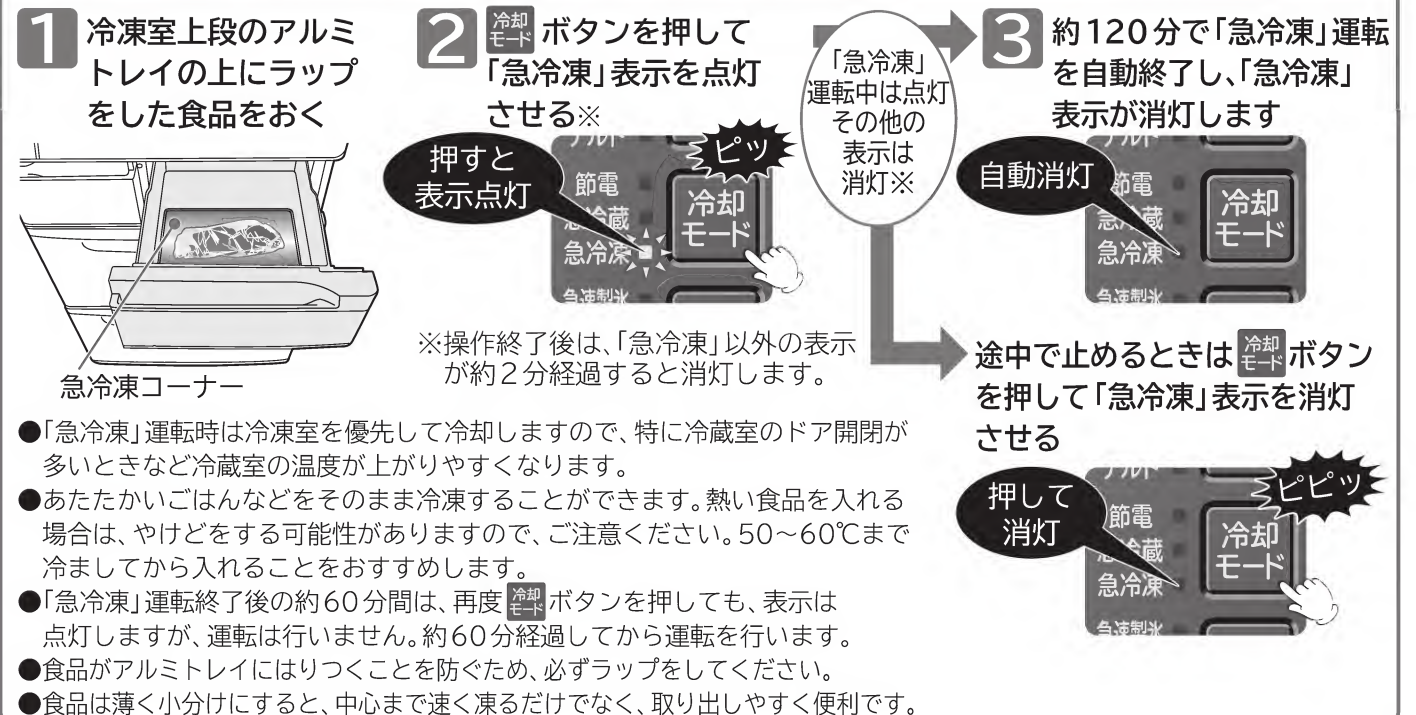 1 冷凍室上段のアルミ
トレイの上にラップ
をした食品をおく
急冷凍コーナー
2 冷却モード ボタンを押して
「急冷凍」表示を点灯
させる※
押すと
表示点灯
ピッ
節電
急冷蔵
急冷凍
急速製氷
冷却
モード
※操作終了後は、「急冷凍」以外の表示
が約2分経過すると消灯します。
「急冷凍」
運転中は点灯
その他の
表示は
消灯※
3 約120分で「急冷凍」運転
を自動終了し、「急冷凍」
表示が消灯します
自動消灯
節電
急冷蔵
急冷凍
急速製氷
冷却
モード
途中で止めるときは 冷却モード ボタン
を押して「急冷凍」表示を消灯
させる
押して
消灯
ピピッ
節電
急冷蔵
急冷凍
急速製氷
冷却
モード
●「急冷凍」運転時は冷凍室を優先して冷却しますので、特に冷蔵室のドア開閉が
多いときなど冷蔵室の温度が上がりやすくなります。
●あたたかいごはんなどをそのまま冷凍することができます。熱い食品を入れる
場合は、やけどをする可能性がありますので、ご注意ください。50～60℃まで
冷ましてから入れることをおすすめします。
●「急冷凍」運転終了後の約60分間は、再度 冷却モード ボタンを押しても、表示は
点灯しますが、運転は行いません。約60分経過してから運転を行います。
●食品がアルミトレイにはりつくことを防ぐため、必ずラップをしてください。
●食品は薄く小分けにすると、中心まで速く凍るだけでなく、取り出しやすく便利です。